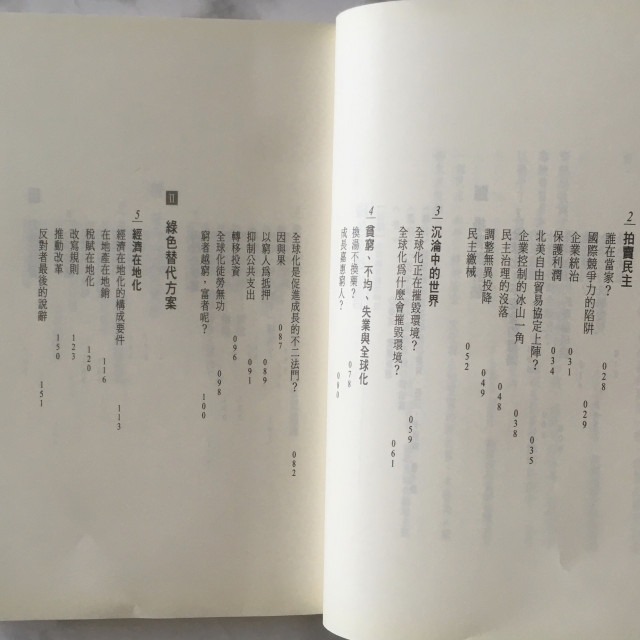 2 拍賣民主
誰在當家？ 028
國際競爭力的陷阱 029
企業統治 031
保護利潤 034
北美自由貿易協定上陣？ 035
企業控制的冰山一角 038
民主治理的沒落 048
調整無異投降 049
民主繳械 052
3 沉淪中的世界
全球化正在摧毀環境？ 059
全球化為什麼會摧毀環境？ 061
4 貧窮、不均、失業與全球化
換湯不換藥？ 078
成長嘉惠窮人？ 080
全球化是促進成長的不二法門？ 082
因與果 087
以窮人為抵押 089
抑制公共支出 091
轉移投資 096
全球化徒勞無功 098
窮者越窮，富者呢？ 100
II 綠色替代方案
5 經濟在地化
經濟在地化的構成要件 113
在地產在地銷 116
稅賦在地化 120
改寫規則 123
推動改革 150
反對者最後的說辭 151